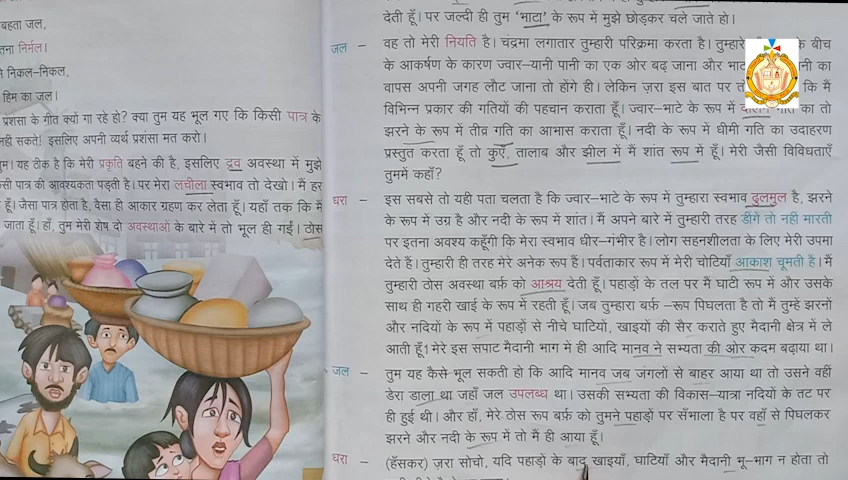 बहता जल,
निर्मल।
निकल-निकल,
हिम का जल।
प्रशंसा के गीत क्यों गा रहे हो? क्या तुम यह भूल गए कि किसी पात्र के
नहीं सकते! इसलिए अपनी व्यर्थ प्रशंसा मत करो।
यह ठीक है कि मेरी प्रकृति बहने की है, इसलिए द्रव अवस्था में मुझे
पात्र की आवश्यकता पड़ती है। पर मेरा लचीला स्वभाव तो देखो। मैं हर
हूँ। जैसा पात्र होता है, वैसा ही आकार ग्रहण कर लेता हूँ। यहाँ तक कि मैं
जाता हूँ। हाँ, तुम मेरी शेष दो अवस्थाओं के बारे में तो भूल ही गईं। ठोस
देती हूँ। पर जल्दी ही तुम 'भाटा' के रूप में मुझे छोड़कर चले जाते हो।
जल – वह तो मेरी नियति है। चंद्रमा लगातार तुम्हारी परिक्रमा करता है। तुम्हारे के बीच
के आकर्षण के कारण ज्वार-यानी पानी का एक ओर बढ़ जाना और का
वापस अपनी जगह लौट जाना तो होंगे ही। लेकिन ज़रा इस बात पर कि मैं
विभिन्न प्रकार की गतियों की पहचान कराता हूँ। ज्वार-भाटे के रूप में का तो
झरने के रूप में तीव्र गति का आभास कराता हूँ। नदी के रूप में धीमी गति का उदाहरण
प्रस्तुत करता हूँ तो कुएँ, तालाब और झील में मैं शांत रूप में हूँ। मेरी जैसी विविधताएँ
तुममें कहाँ?
धरा – इस सबसे तो यही पता चलता है कि ज्वार-भाटे के रूप में तुम्हारा स्वभाव ढुलमुल है, झरने
के रूप में उग्र है और नदी के रूप में शांत। मैं अपने बारे में तुम्हारी तरह डींगें तो नहीं मारती
पर इतना अवश्य कहूँगी कि मेरा स्वभाव धीर-गंभीर है। लोग सहनशीलता के लिए मेरी उपमा
देते हैं। तुम्हारी ही तरह मेरे अनेक रूप हैं। पर्वताकार रूप में मेरी चोटियाँ आकाश चूमती हैं। मैं
तुम्हारी ठोस अवस्था बर्फ़ को आश्रय देती हूँ। पहाड़ों के तल पर मैं घाटी रूप में और उसके
साथ ही गहरी खाई के रूप में रहती हूँ। जब तुम्हारा बर्फ़ –रूप पिघलता है तो मैं तुम्हें झरनों
और नदियों के रूप में पहाड़ों से नीचे घाटियों, खाइयों की सैर कराते हुए मैदानी क्षेत्र में ले
आती हूँ। मेरे इस सपाट मैदानी भाग में ही आदि मानव ने सभ्यता की ओर कदम बढ़ाया था।
जल – तुम यह कैसे भूल सकती हो कि आदि मानव जब जंगलों से बाहर आया था तो उसने वहीं
डेरा डाला था जहाँ जल उपलब्ध था। उसकी सभ्यता की विकास-यात्रा नदियों के तट पर
ही हुई थी। और हाँ, मेरे ठोस रूप बर्फ़ को तुमने पहाड़ों पर सँभाला है पर वहाँ से पिघलकर
झरने और नदी के रूप में तो मैं ही आया हूँ।
धरा – (हँसकर) ज़रा सोचो, यदि पहाड़ों के बाद खाइयाँ, घाटियाँ और मैदानी भू-भाग न होता तो